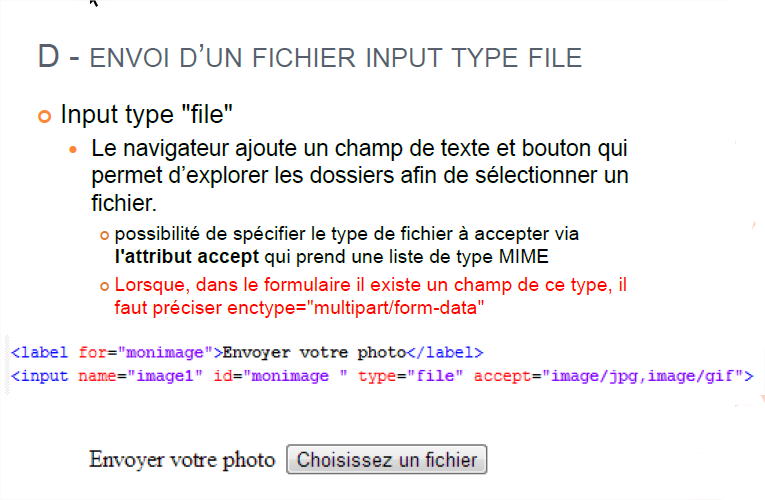 D - ENVOI D’UN FICHIER INPUT TYPE FILE
Input type "file"
Le navigateur ajoute un champ de texte et bouton qui
permet d’explorer les dossiers afin de sélectionner un
fichier.
possibilité de spécifier le type de fichier à accepter via
l'attribut accept qui prend une liste de type MIME
Lorsque, dans le formulaire il existe un champ de ce type, il
faut préciser enctype="multipart/form-data"
<label for="monimage">Envoyer votre photo</label>
<input name="image1" id="monimage " type="file" accept="image/jpg,image/gif">
Envoyer votre photo Choisissez un fichier